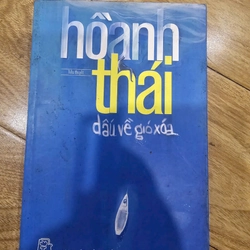 hồ anh
thái
dấu về gió xóa